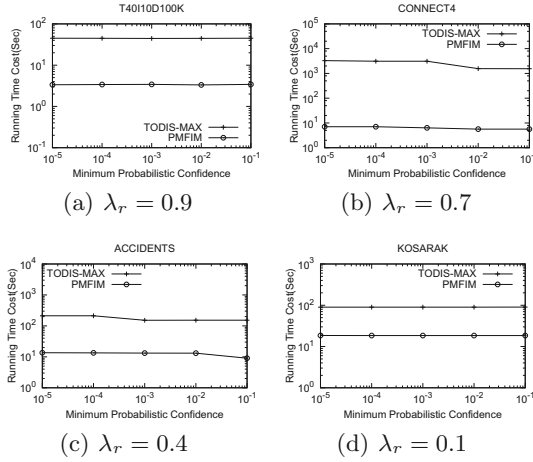 T40I10D100K
Running Time Cost(Sec)
10^2
10^1
10^0
10^-1
TODIS-MAX
PMFIM
10^-5 10^-4 10^-3 10^-2 10^-1
Minimum Probabilistic Confidence
(a) λ_r = 0.9
CONNECT4
Running Time Cost(Sec)
10^5
10^4
10^3
10^2
10^1
10^0
TODIS-MAX
PMFIM
10^-5 10^-4 10^-3 10^-2 10^-1
Minimum Probabilistic Confidence
(b) λ_r = 0.7
ACCIDENTS
Running Time Cost(Sec)
10^4
10^3
10^2
10^1
10^0
TODIS-MAX
PMFIM
10^-5 10^-4 10^-3 10^-2 10^-1
Minimum Probabilistic Confidence
(c) λ_r = 0.4
KOSARAK
Running Time Cost(Sec)
10^3
10^2
10^1
10^0
TODIS-MAX
PMFIM
10^-5 10^-4 10^-3 10^-2 10^-1
Minimum Probabilistic Confidence
(d) λ_r = 0.1